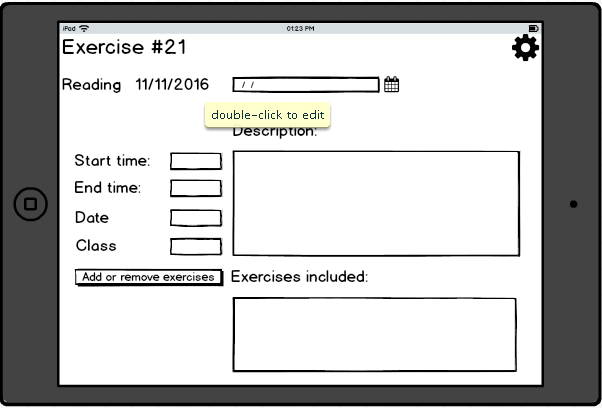 iPad 01:23 PM
Exercise #21
Reading 11/11/2016 / /
double-click to edit
Description:
Start time:
End time:
Date
Class
Add or remove exercises
Exercises included: